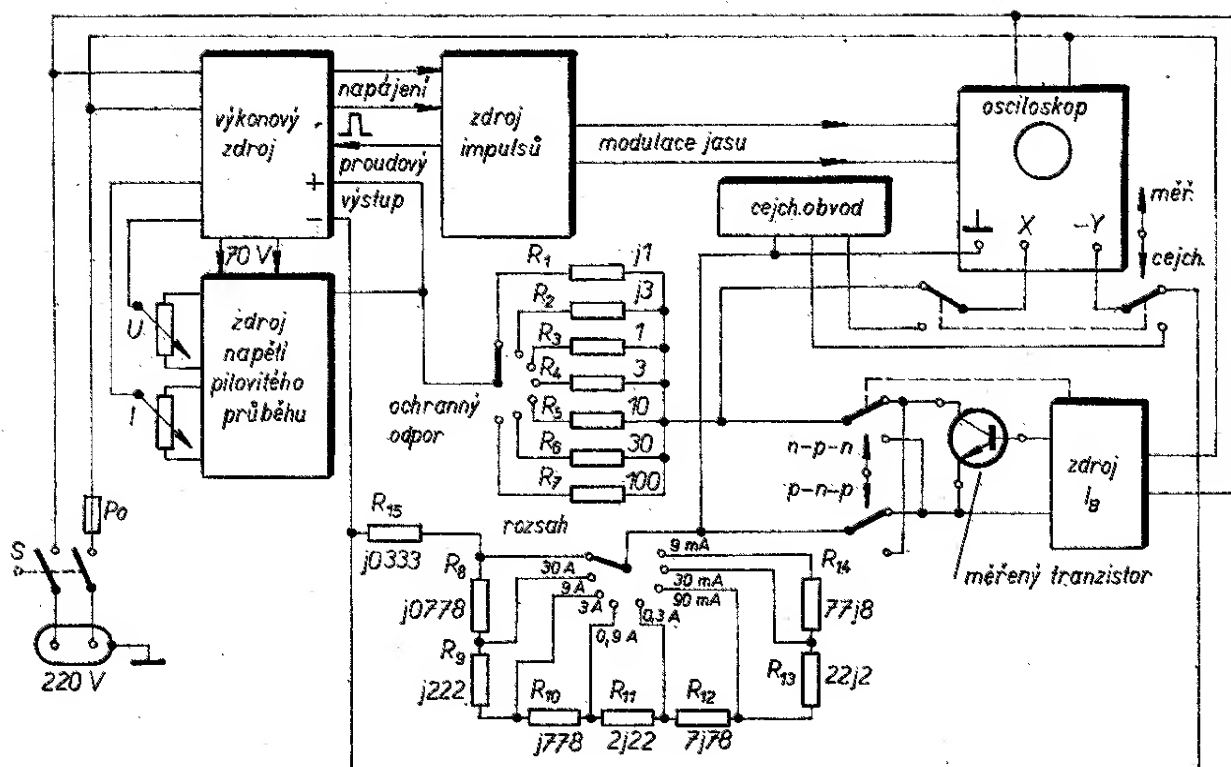 výkonový
zdroj
napájení
proudový
výstup
+
−
zdroj
impulsů
modulace jasu
osciloskop
X
−Y
měř.
cejch.
cejch. obvod
70 V
U
I
zdroj
napětí
pilovitého
průběhu
ochranný
odpor
R1
j1
R2
j3
R3
1
R4
3
R5
10
R6
30
R7
100
n-p-n
p-n-p
zdroj
IB
měřený tranzistor
Po
S
220 V
R15
j0333
rozsah
30 A
9 A
3 A
0,9 A
0,3 A
90 mA
30 mA
9 mA
R8
j0778
R9
j222
R10
j778
R11
2j22
R12
7j78
R13
22j2
R14
77j8